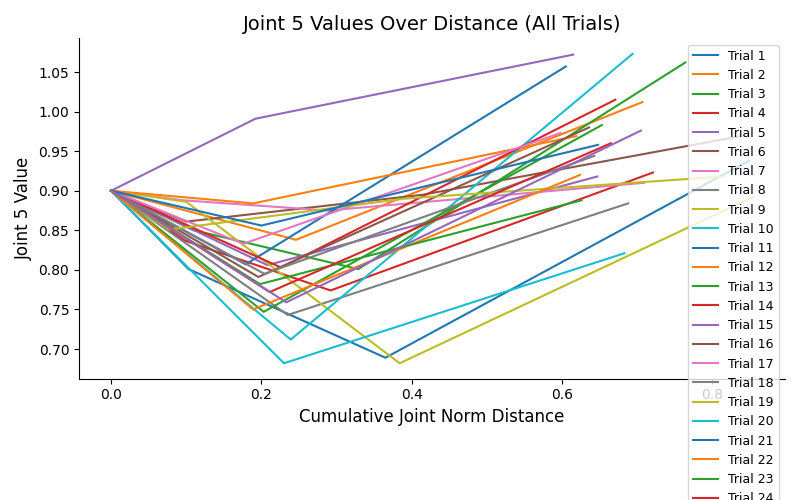 Joint 5 Values Over Distance (All Trials)
Joint 5 Value
1.05
1.00
0.95
0.90
0.85
0.80
0.75
0.70
0.0
0.2
0.4
0.6
0.8
Cumulative Joint Norm Distance
Trial 1
Trial 2
Trial 3
Trial 4
Trial 5
Trial 6
Trial 7
Trial 8
Trial 9
Trial 10
Trial 11
Trial 12
Trial 13
Trial 14
Trial 15
Trial 16
Trial 17
Trial 18
Trial 19
Trial 20
Trial 21
Trial 22
Trial 23
Trial 24